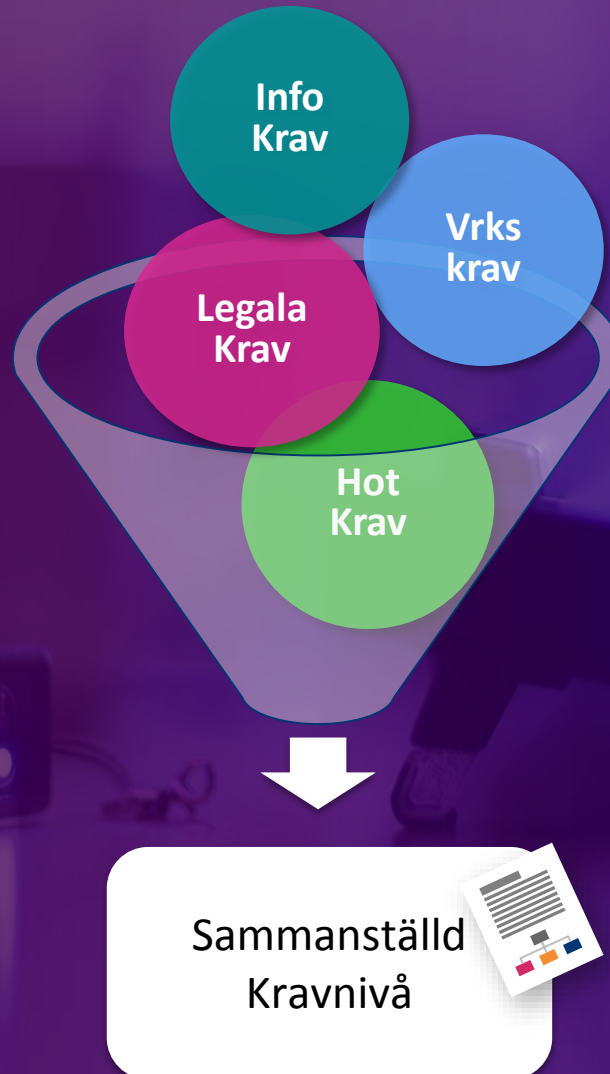 Info
Krav
Vrks
krav
Legala
Krav
Hot
Krav
Sammanställd
Kravnivå